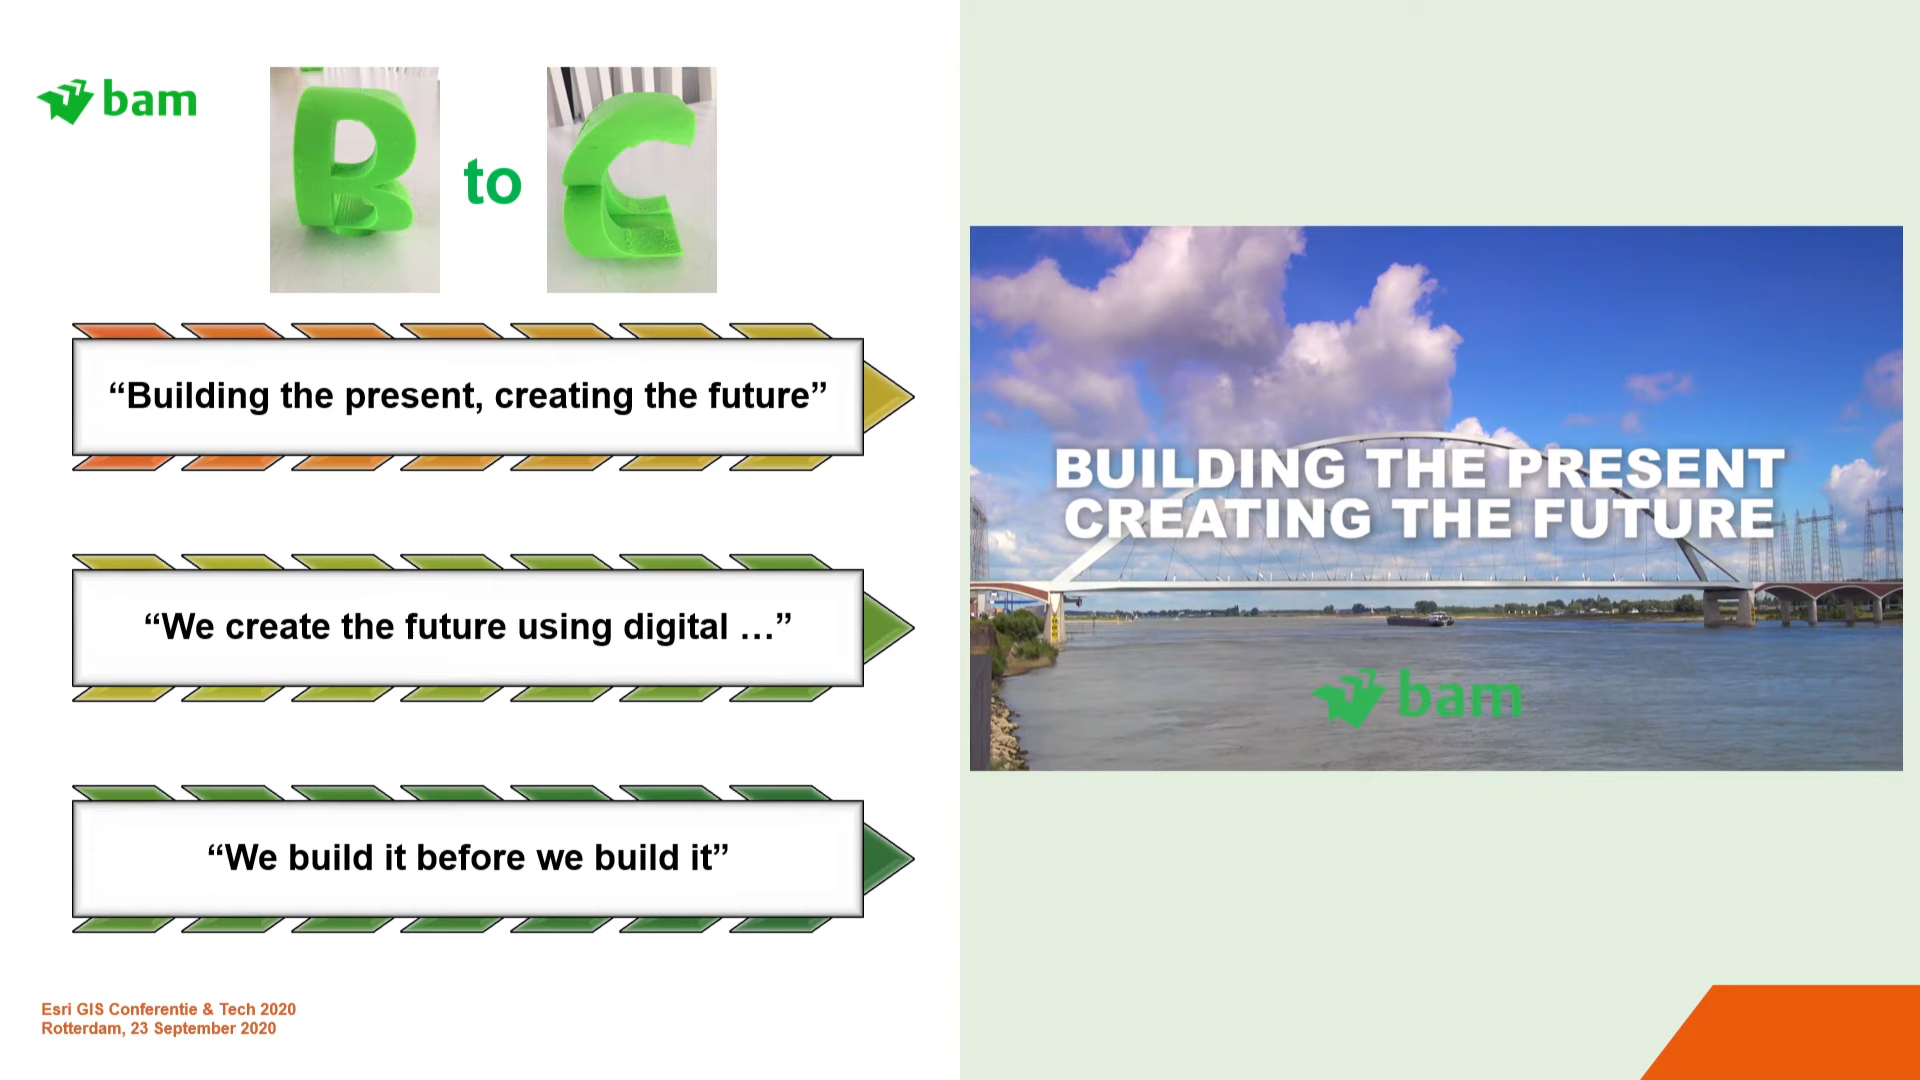 bam
B to C
“Building the present, creating the future”
“We create the future using digital ...”
“We build it before we build it”
Esri GIS Conferentie & Tech 2020
Rotterdam, 23 September 2020
BUILDING THE PRESENT
CREATING THE FUTURE
bam